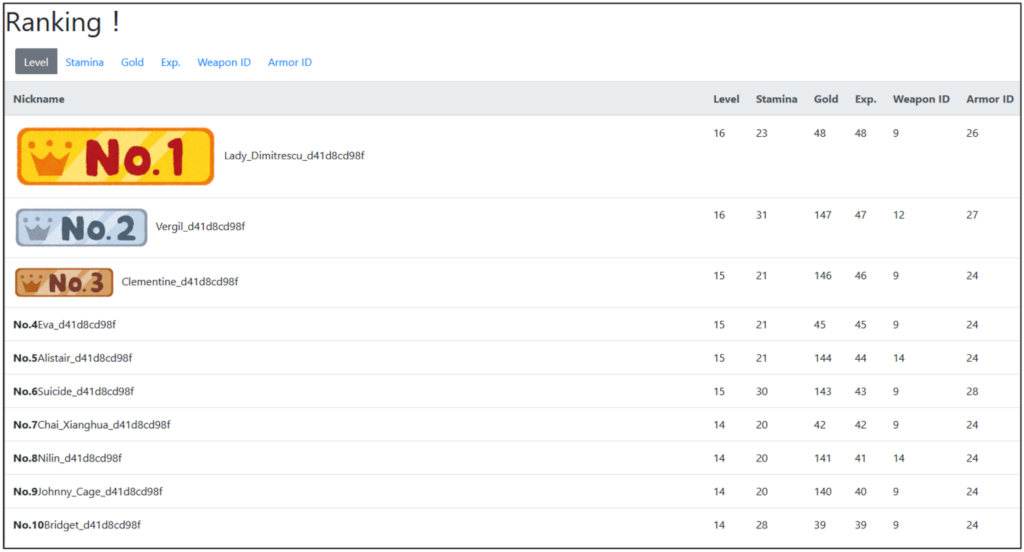 Ranking！
Level Stamina Gold Exp. Weapon ID Armor ID
Nickname Level Stamina Gold Exp. Weapon ID Armor ID
No.1 Lady_Dimitrescu_d41d8cd98f 16 23 48 48 9 26
No.2 Vergil_d41d8cd98f 16 31 147 47 12 27
No.3 Clementine_d41d8cd98f 15 21 146 46 9 24
No.4Eva_d41d8cd98f 15 21 45 45 9 24
No.5Alistair_d41d8cd98f 15 21 144 44 14 24
No.6Suicide_d41d8cd98f 15 30 143 43 9 28
No.7Chai_Xianghua_d41d8cd98f 14 20 42 42 9 24
No.8Nilin_d41d8cd98f 14 20 141 41 14 24
No.9Johnny_Cage_d41d8cd98f 14 20 140 40 9 24
No.10Bridget_d41d8cd98f 14 28 39 39 9 24